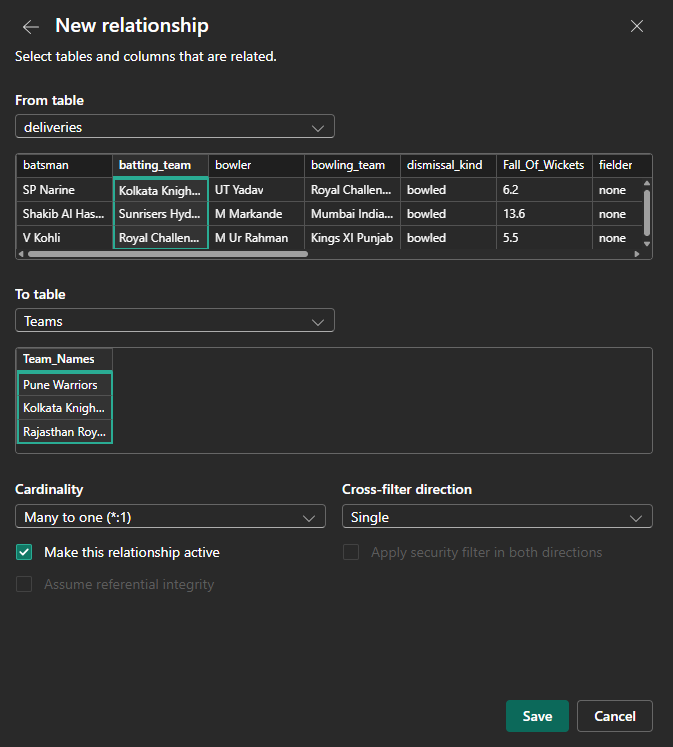 New relationship
Select tables and columns that are related.
From table
deliveries
batsman batting_team bowler bowling_team dismissal_kind Fall_Of_Wickets fielder
SP Narine Kolkata Knigh... UT Yadav Royal Challen... bowled 6.2 none
Shakib Al Has... Sunrisers Hyd... M Markande Mumbai India... bowled 13.6 none
V Kohli Royal Challen... M Ur Rahman Kings XI Punjab bowled 5.5 none
To table
Teams
Team_Names
Pune Warriors
Kolkata Knigh...
Rajasthan Roy...
Cardinality Cross-filter direction
Many to one (*:1) Single
Make this relationship active Apply security filter in both directions
Assume referential integrity
Save Cancel